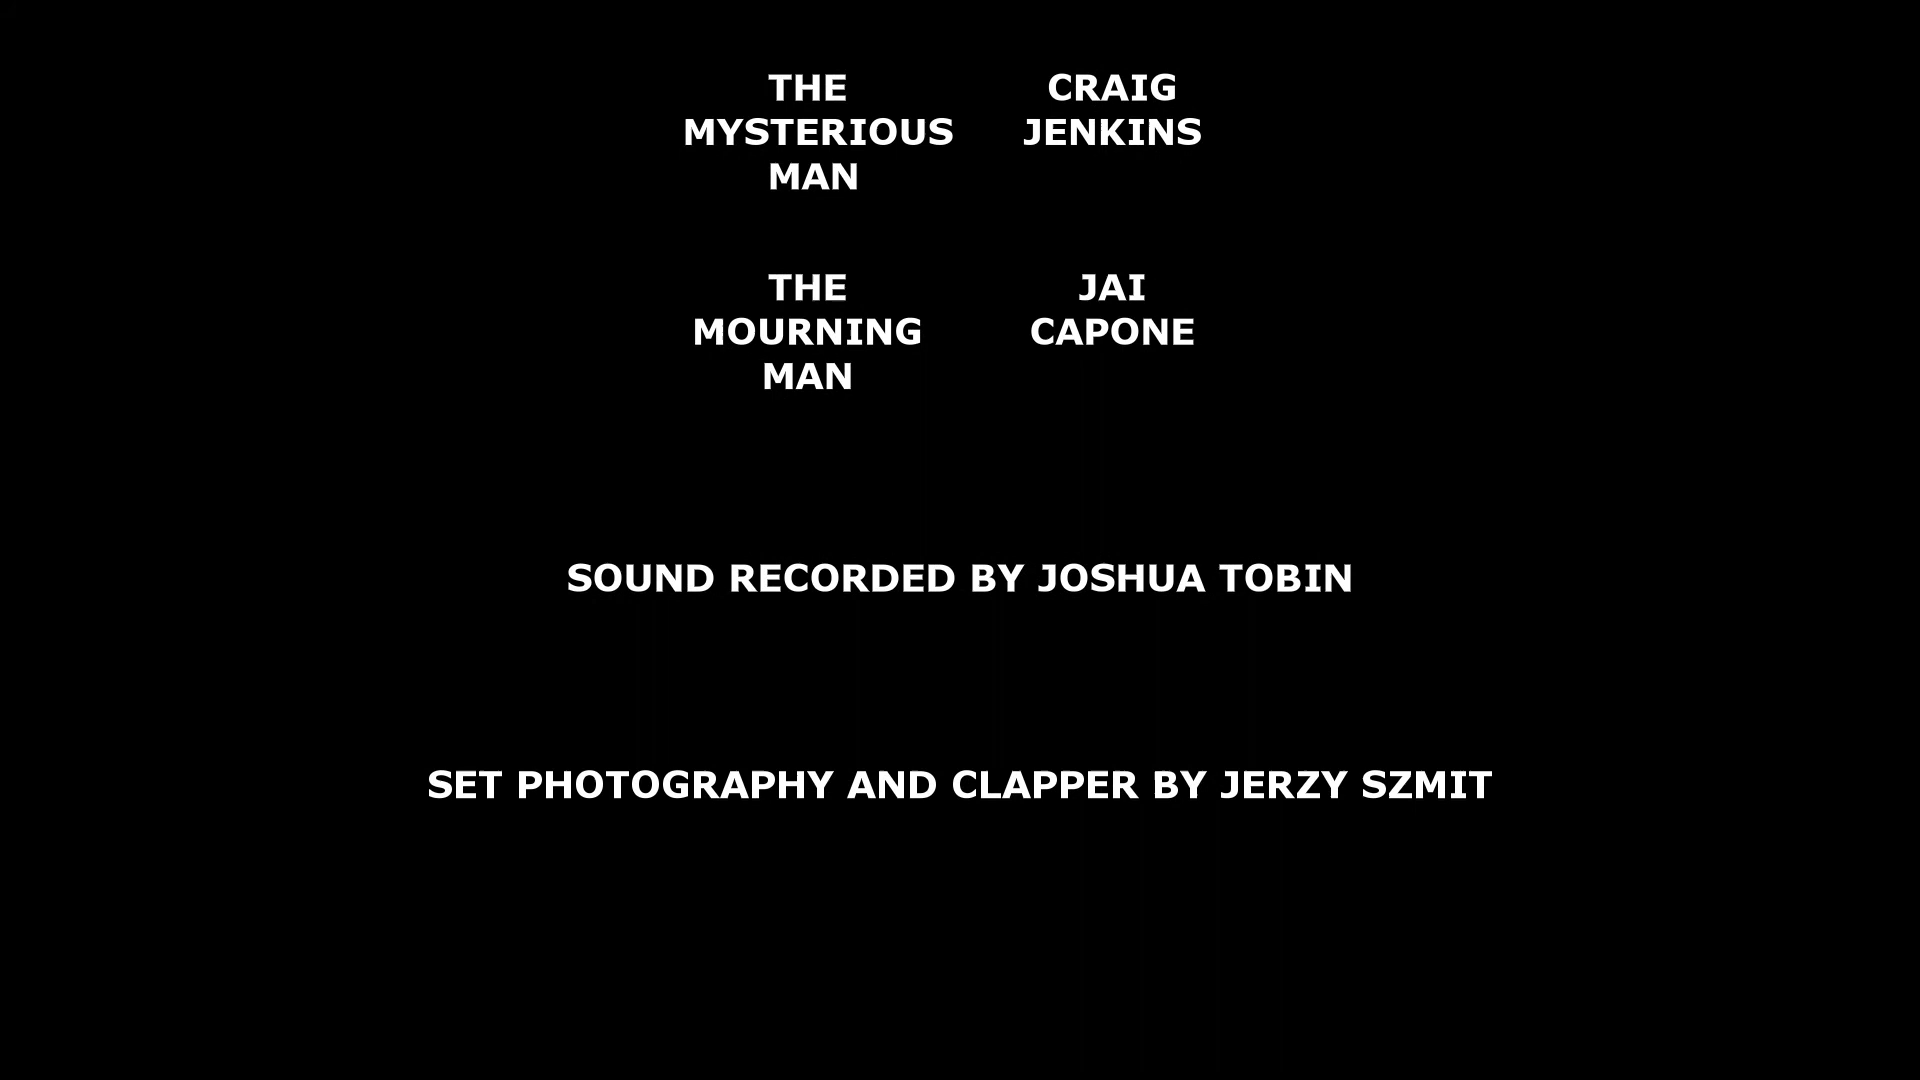 THE
MYSTERIOUS
MAN
CRAIG
JENKINS
THE
MOURNING
MAN
JAI
CAPONE
SOUND RECORDED BY JOSHUA TOBIN
SET PHOTOGRAPHY AND CLAPPER BY JERZY SZMIT